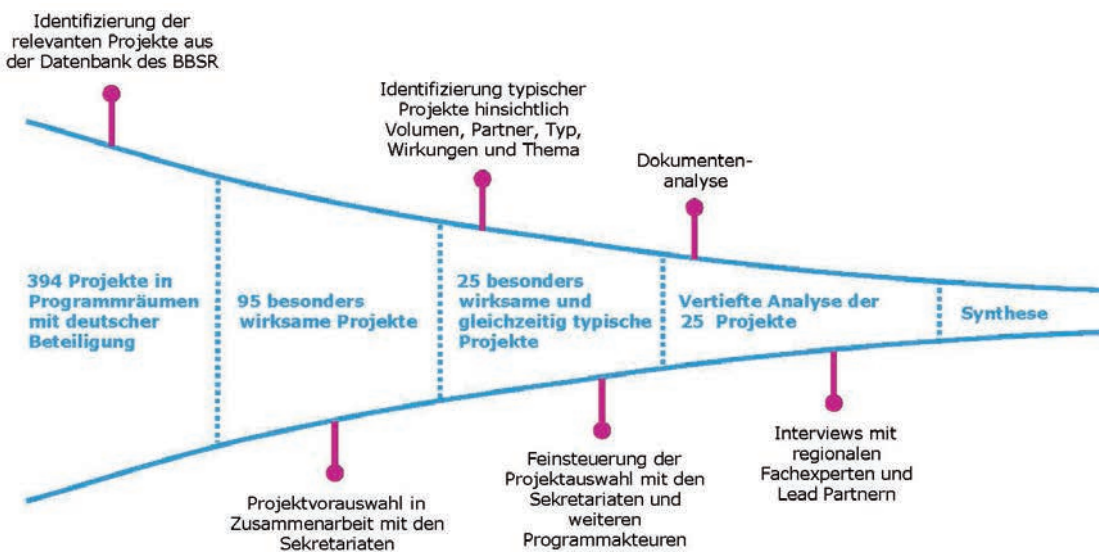 Identifizierung der
relevanten Projekte aus
der Datenbank des BBSR
Identifizierung typischer
Projekte hinsichtlich
Volumen, Partner, Typ,
Wirkungen und Thema
Dokumenten-
analyse
394 Projekte in
Programmräumen
mit deutscher
Beteiligung
95 besonders
wirksame Projekte
25 besonders
wirksame und
gleichzeitig typische
Projekte
Vertiefte Analyse der
25 Projekte
Synthese
Projektvorauswahl in
Zusammenarbeit mit den
Sekretariaten
Feinsteuerung der
Projektauswahl mit den
Sekretariaten und
weiteren
Programmakteuren
Interviews mit
regionalen
Fachexperten und
Lead Partnern